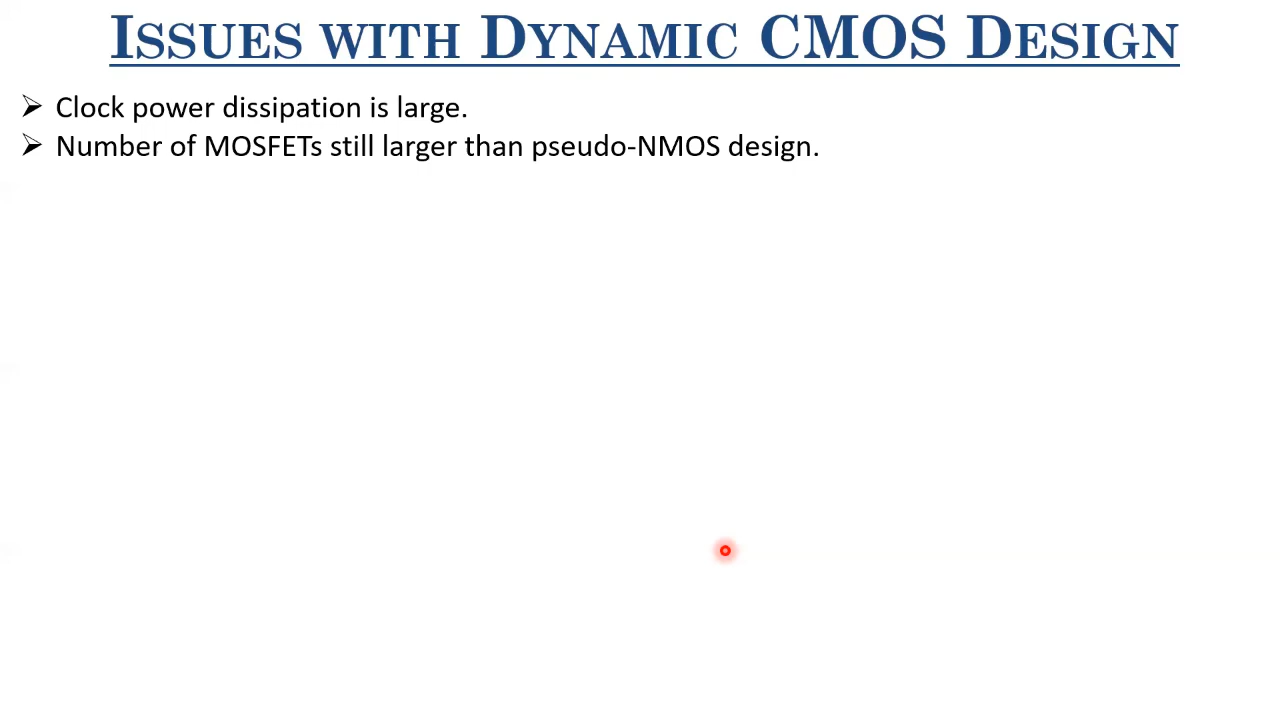 ISSUES WITH DYNAMIC CMOS DESIGN
➢ Clock power dissipation is large.
➢ Number of MOSFETs still larger than pseudo-NMOS design.